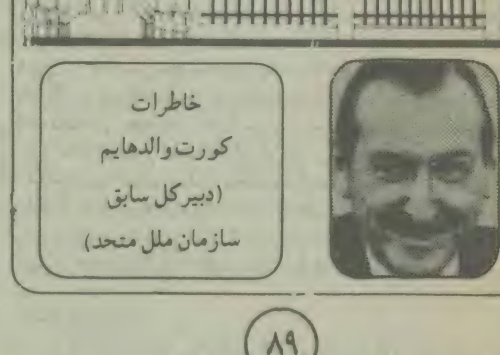 خاطرات
کورت والدهایم
(دبیرکل سابق
سازمان ملل متحد)
۸۹